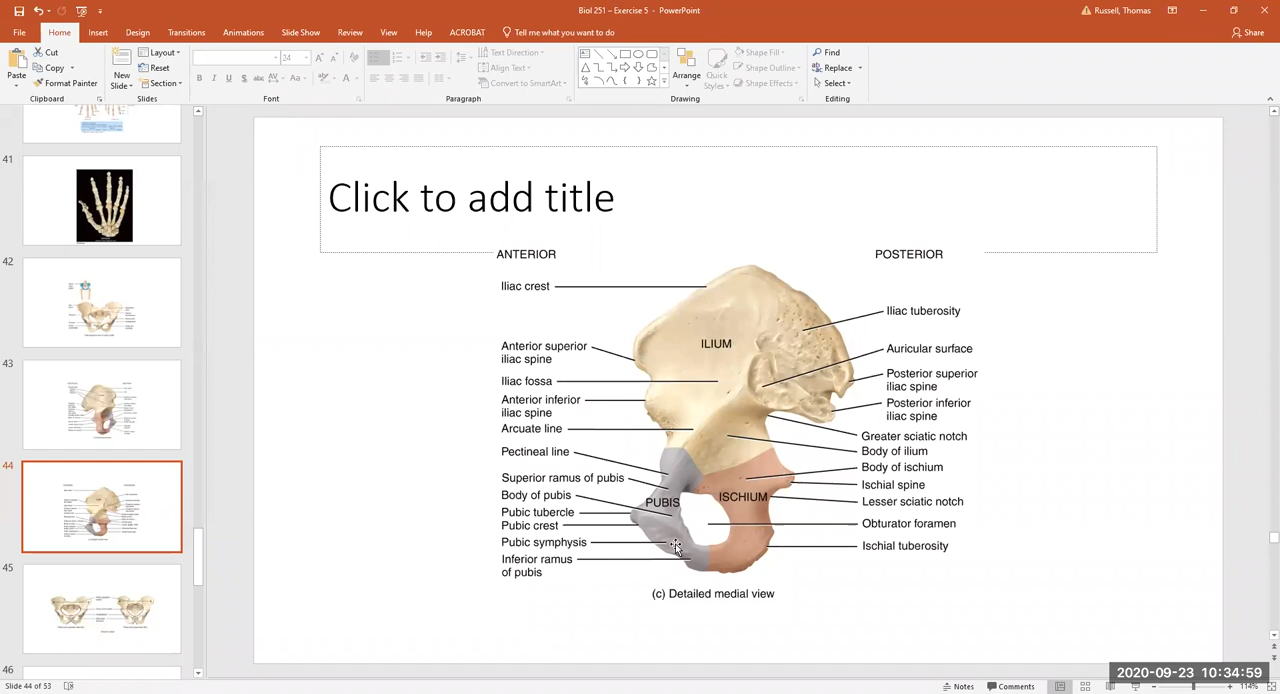 Biol 251 – Exercise 5 - PowerPoint
Russell, Thomas
File Home Insert Design Transitions Animations Slide Show Review View Help ACROBAT Tell me what you want to do
Share
Paste
Cut
Copy
Format Painter
Clipboard
New Slide
Layout
Reset
Section
Slides
24
B I U S abc AV Aa A
Font
Text Direction
Align Text
Convert to SmartArt
Paragraph
Arrange
Quick Styles
Shape Fill
Shape Outline
Shape Effects
Drawing
Find
Replace
Select
Editing
41
42
43
44
45
46
Click to add title
ANTERIOR
POSTERIOR
Iliac crest
Anterior superior
iliac spine
Iliac fossa
Anterior inferior
iliac spine
Arcuate line
Pectineal line
Superior ramus of pubis
Body of pubis
Pubic tubercle
Pubic crest
Pubic symphysis
Inferior ramus
of pubis
ILIUM
PUBIS
ISCHIUM
Iliac tuberosity
Auricular surface
Posterior superior
iliac spine
Posterior inferior
iliac spine
Greater sciatic notch
Body of ilium
Body of ischium
Ischial spine
Lesser sciatic notch
Obturator foramen
Ischial tuberosity
(c) Detailed medial view
2020-09-23 10:34:59
Slide 44 of 53
Notes
Comments
114%